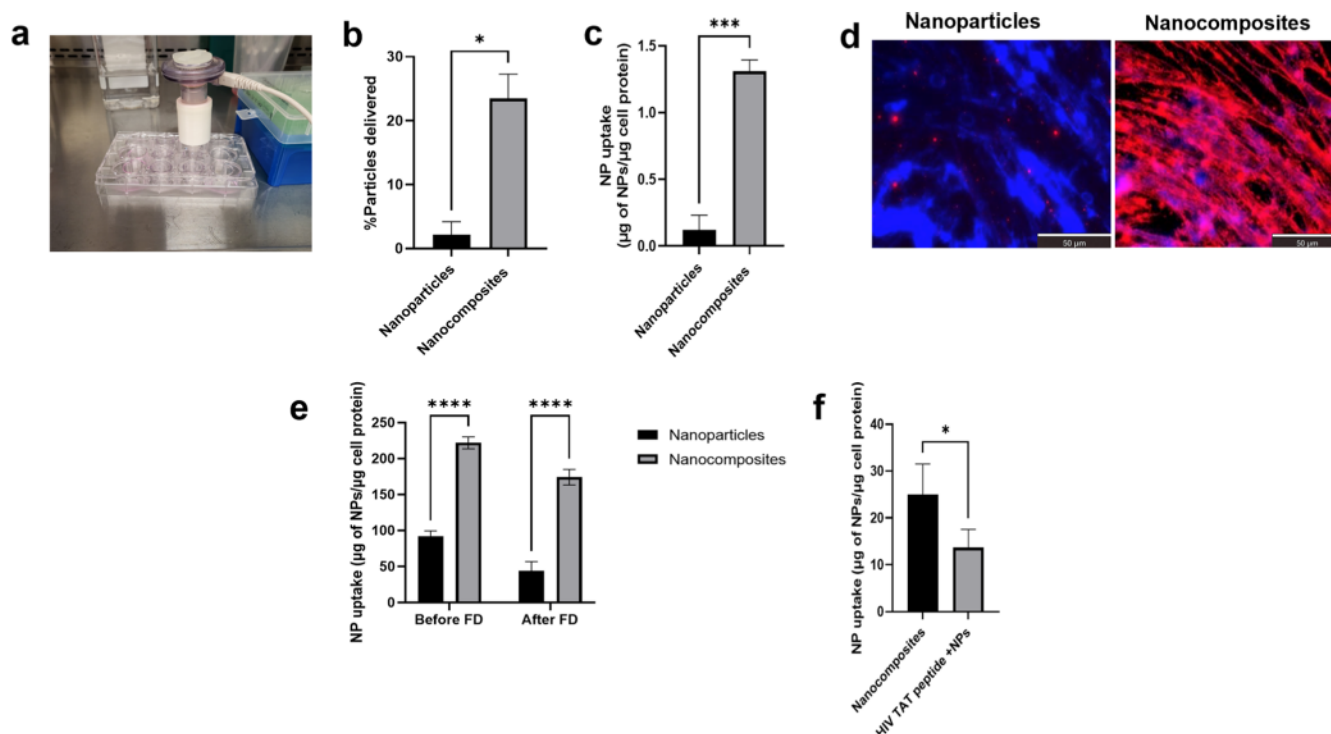 a
b
*
30
20
10
0
%Particles delivered
Nanoparticles
Nanocomposites
c
***
1.5
1.0
0.5
0.0
NP uptake
(µg of NPs/µg cell protein)
Nanoparticles
Nanocomposites
d
Nanoparticles
Nanocomposites
50 µm
50 µm
e
****
****
250
200
150
100
50
0
NP uptake (µg of NPs/µg cell protein)
Before FD
After FD
Nanoparticles
Nanocomposites
f
*
40
30
20
10
0
NP uptake (µg of NPs/µg cell protein)
Nanocomposites
HIV TAT peptide +NPs